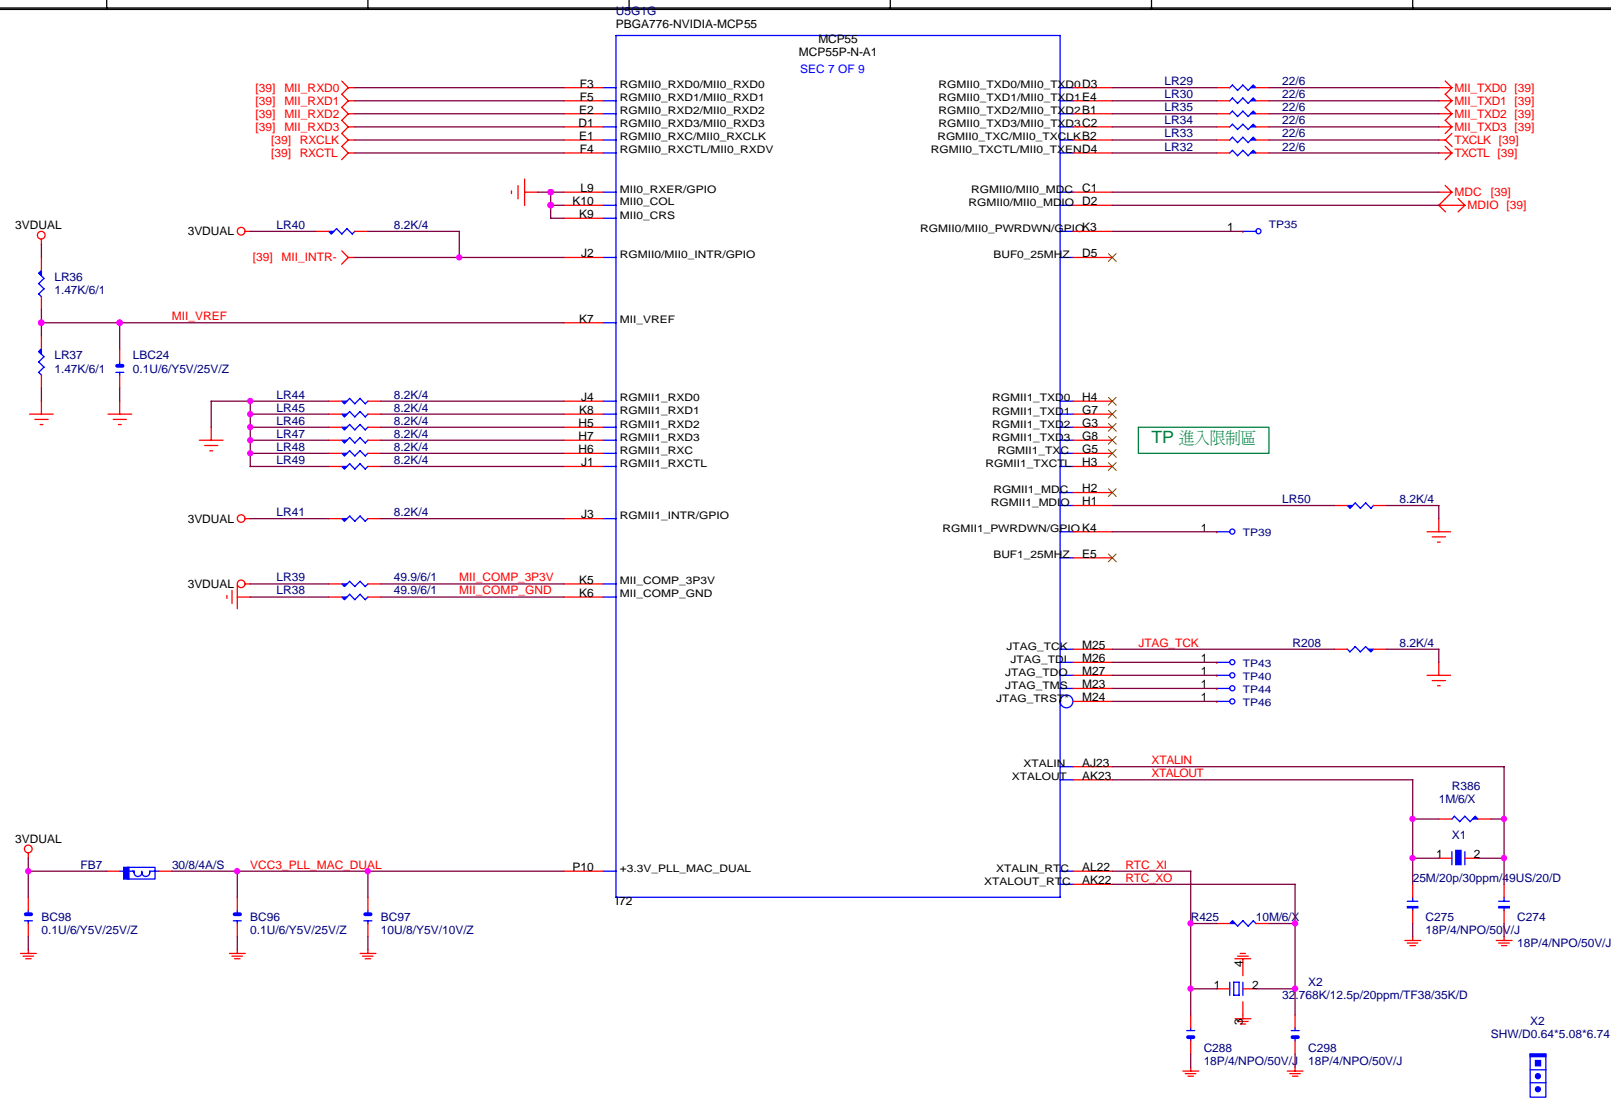 U5G1G
PBGA776-NVIDIA-MCP55
MCP55
MCP55P-N-A1
SEC 7 OF 9
[39] MII_RXD0 F3 RGMII0_RXD0/MII0_RXD0
[39] MII_RXD1 F5 RGMII0_RXD1/MII0_RXD1
[39] MII_RXD2 E2 RGMII0_RXD2/MII0_RXD2
[39] MII_RXD3 D1 RGMII0_RXD3/MII0_RXD3
[39] RXCLK E1 RGMII0_RXC/MII0_RXCLK
[39] RXCTL F4 RGMII0_RXCTL/MII0_RXDV
RGMII0_TXD0/MII0_TXD0 D3 LR29 22/6 MII_TXD0 [39]
RGMII0_TXD1/MII0_TXD1 E4 LR30 22/6 MII_TXD1 [39]
RGMII0_TXD2/MII0_TXD2 B1 LR35 22/6 MII_TXD2 [39]
RGMII0_TXD3/MII0_TXD3 C2 LR34 22/6 MII_TXD3 [39]
RGMII0_TXC/MII0_TXCLK B2 LR33 22/6 TXCLK [39]
RGMII0_TXCTL/MII0_TXEN D4 LR32 22/6 TXCTL [39]
L9 MII0_RXER/GPIO
K10 MII0_COL
K9 MII0_CRS
RGMII0/MII0_MDC C1 MDC [39]
RGMII0/MII0_MDIO D2 MDIO [39]
RGMII0/MII0_PWRDWN/GPIO K3 1 TP35
BUF0_25MHZ D5
3VDUAL LR40 8.2K/4
[39] MII_INTR- J2 RGMII0/MII0_INTR/GPIO
3VDUAL
LR36
1.47K/6/1
MII_VREF K7 MII_VREF
LR37
1.47K/6/1
LBC24
0.1U/6/Y5V/25V/Z
LR44 8.2K/4 J4 RGMII1_RXD0
LR45 8.2K/4 K8 RGMII1_RXD1
LR46 8.2K/4 H5 RGMII1_RXD2
LR47 8.2K/4 H7 RGMII1_RXD3
LR48 8.2K/4 H6 RGMII1_RXC
LR49 8.2K/4 J1 RGMII1_RXCTL
RGMII1_TXD0 H4
RGMII1_TXD1 G7
RGMII1_TXD2 G3
RGMII1_TXD3 G8
RGMII1_TXC G5
RGMII1_TXCTL H3
TP 進入限制區
RGMII1_MDC H2
RGMII1_MDIO H1 LR50 8.2K/4
3VDUAL LR41 8.2K/4 J3 RGMII1_INTR/GPIO
RGMII1_PWRDWN/GPIO K4 1 TP39
BUF1_25MHZ E5
3VDUAL LR39 49.9/6/1 MII_COMP_3P3V K5 MII_COMP_3P3V
LR38 49.9/6/1 MII_COMP_GND K6 MII_COMP_GND
JTAG_TCK M25 JTAG_TCK R208 8.2K/4
JTAG_TDI M26 1 TP43
JTAG_TDO M27 1 TP40
JTAG_TMS M23 1 TP44
JTAG_TRST* M24 1 TP46
XTALIN AJ23 XTALIN
XTALOUT AK23 XTALOUT
R386
1M/6/X
X1
1 2
25M/20p/30ppm/49US/20/D
C275
18P/4/NPO/50V/J
C274
18P/4/NPO/50V/J
3VDUAL
FB7 30/8/4A/S VCC3_PLL_MAC_DUAL P10 +3.3V_PLL_MAC_DUAL
BC98
0.1U/6/Y5V/25V/Z
BC96
0.1U/6/Y5V/25V/Z
BC97
10U/8/Y5V/10V/Z
XTALIN_RTC AL22 RTC_XI
XTALOUT_RTC AK22 RTC_XO
I72
R425 10M/6/X
4
1 2
3
X2
32.768K/12.5p/20ppm/TF38/35K/D
C288
18P/4/NPO/50V/J
C298
18P/4/NPO/50V/J
X2
SHW/D0.64*5.08*6.74